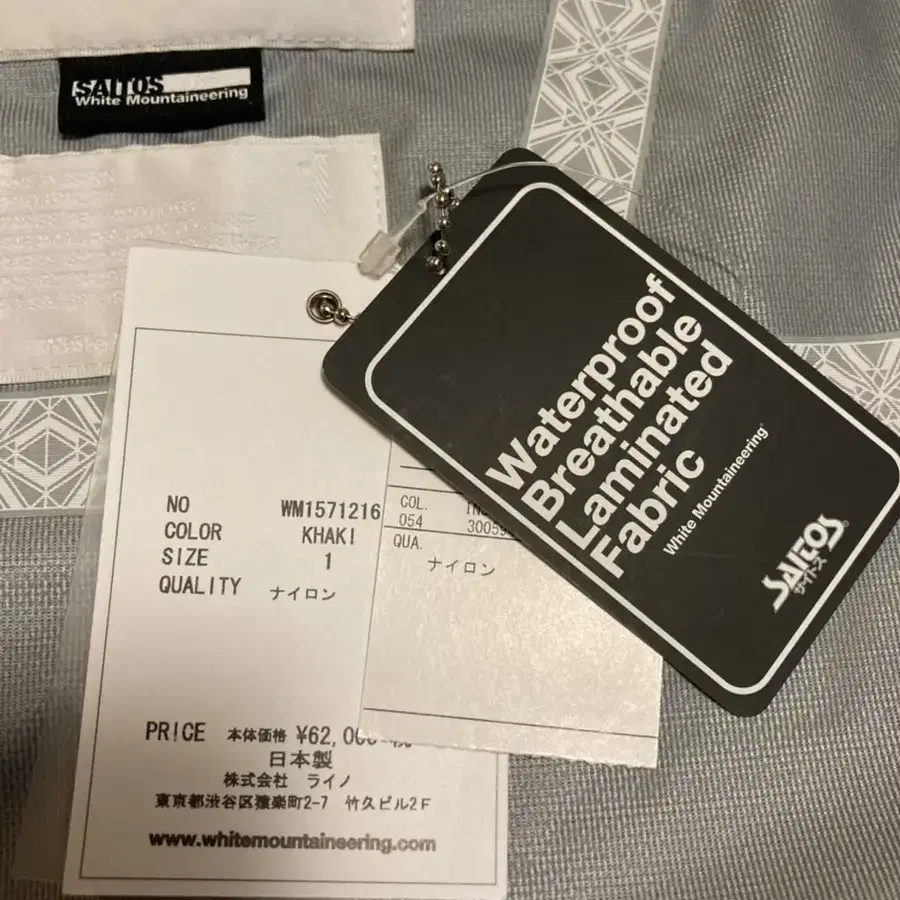 SAITOS
White Mountaineering
Waterproof
Breathable
Laminated
Fabric
White Mountaineering
SAITOS
サイトス
NO WM1571216
COLOR KHAKI
SIZE 1
QUALITY ナイロン
COL.
054
QUA.
ナイロン
PRICE 本体価格 ¥62,
日本製
株式会社 ライノ
東京都渋谷区猿楽町2-7 竹久ビル2F
www.whitemountaineering.com